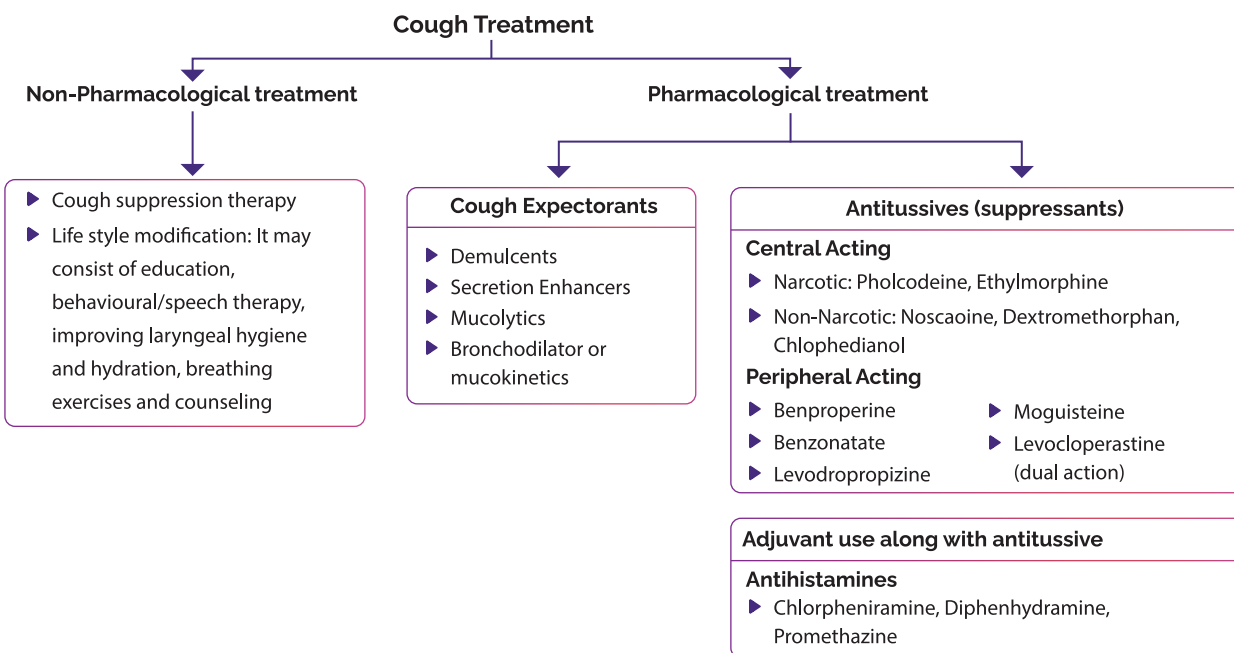 Cough Treatment
Non-Pharmacological treatment
Pharmacological treatment
Cough suppression therapy
Life style modification: It may
consist of education,
behavioural/speech therapy,
improving laryngeal hygiene
and hydration, breathing
exercises and counseling
Cough Expectorants
Demulcents
Secretion Enhancers
Mucolytics
Bronchodilator or
mucokinetics
Antitussives (suppressants)
Central Acting
Narcotic: Pholcodeine, Ethylmorphine
Non-Narcotic: Noscaoine, Dextromethorphan,
Chlophedianol
Peripheral Acting
Benproperine
Benzonatate
Levodropropizine
Moguisteine
Levocloperastine
(dual action)
Adjuvant use along with antitussive
Antihistamines
Chlorpheniramine, Diphenhydramine,
Promethazine